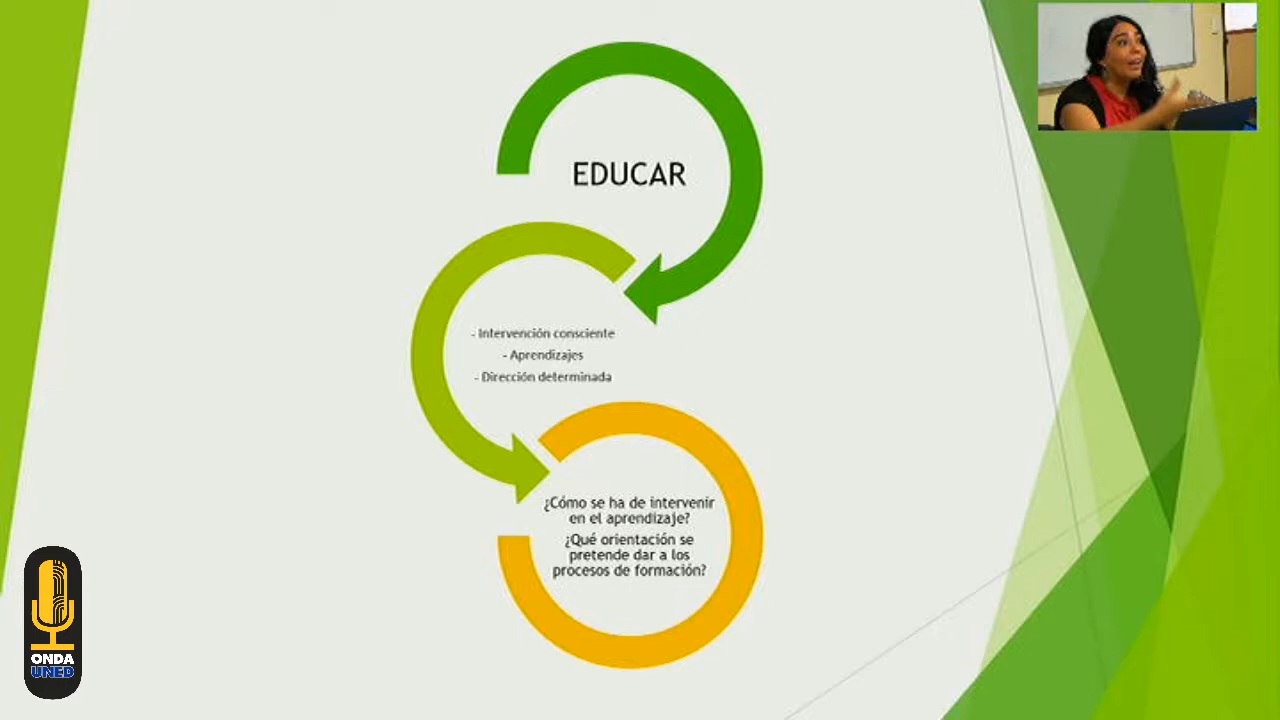 EDUCAR
- Intervención consciente
- Aprendizajes
- Dirección determinada
¿Cómo se ha de intervenir
en el aprendizaje?
¿Qué orientación se
pretende dar a los
procesos de formación?
ONDA
UNED